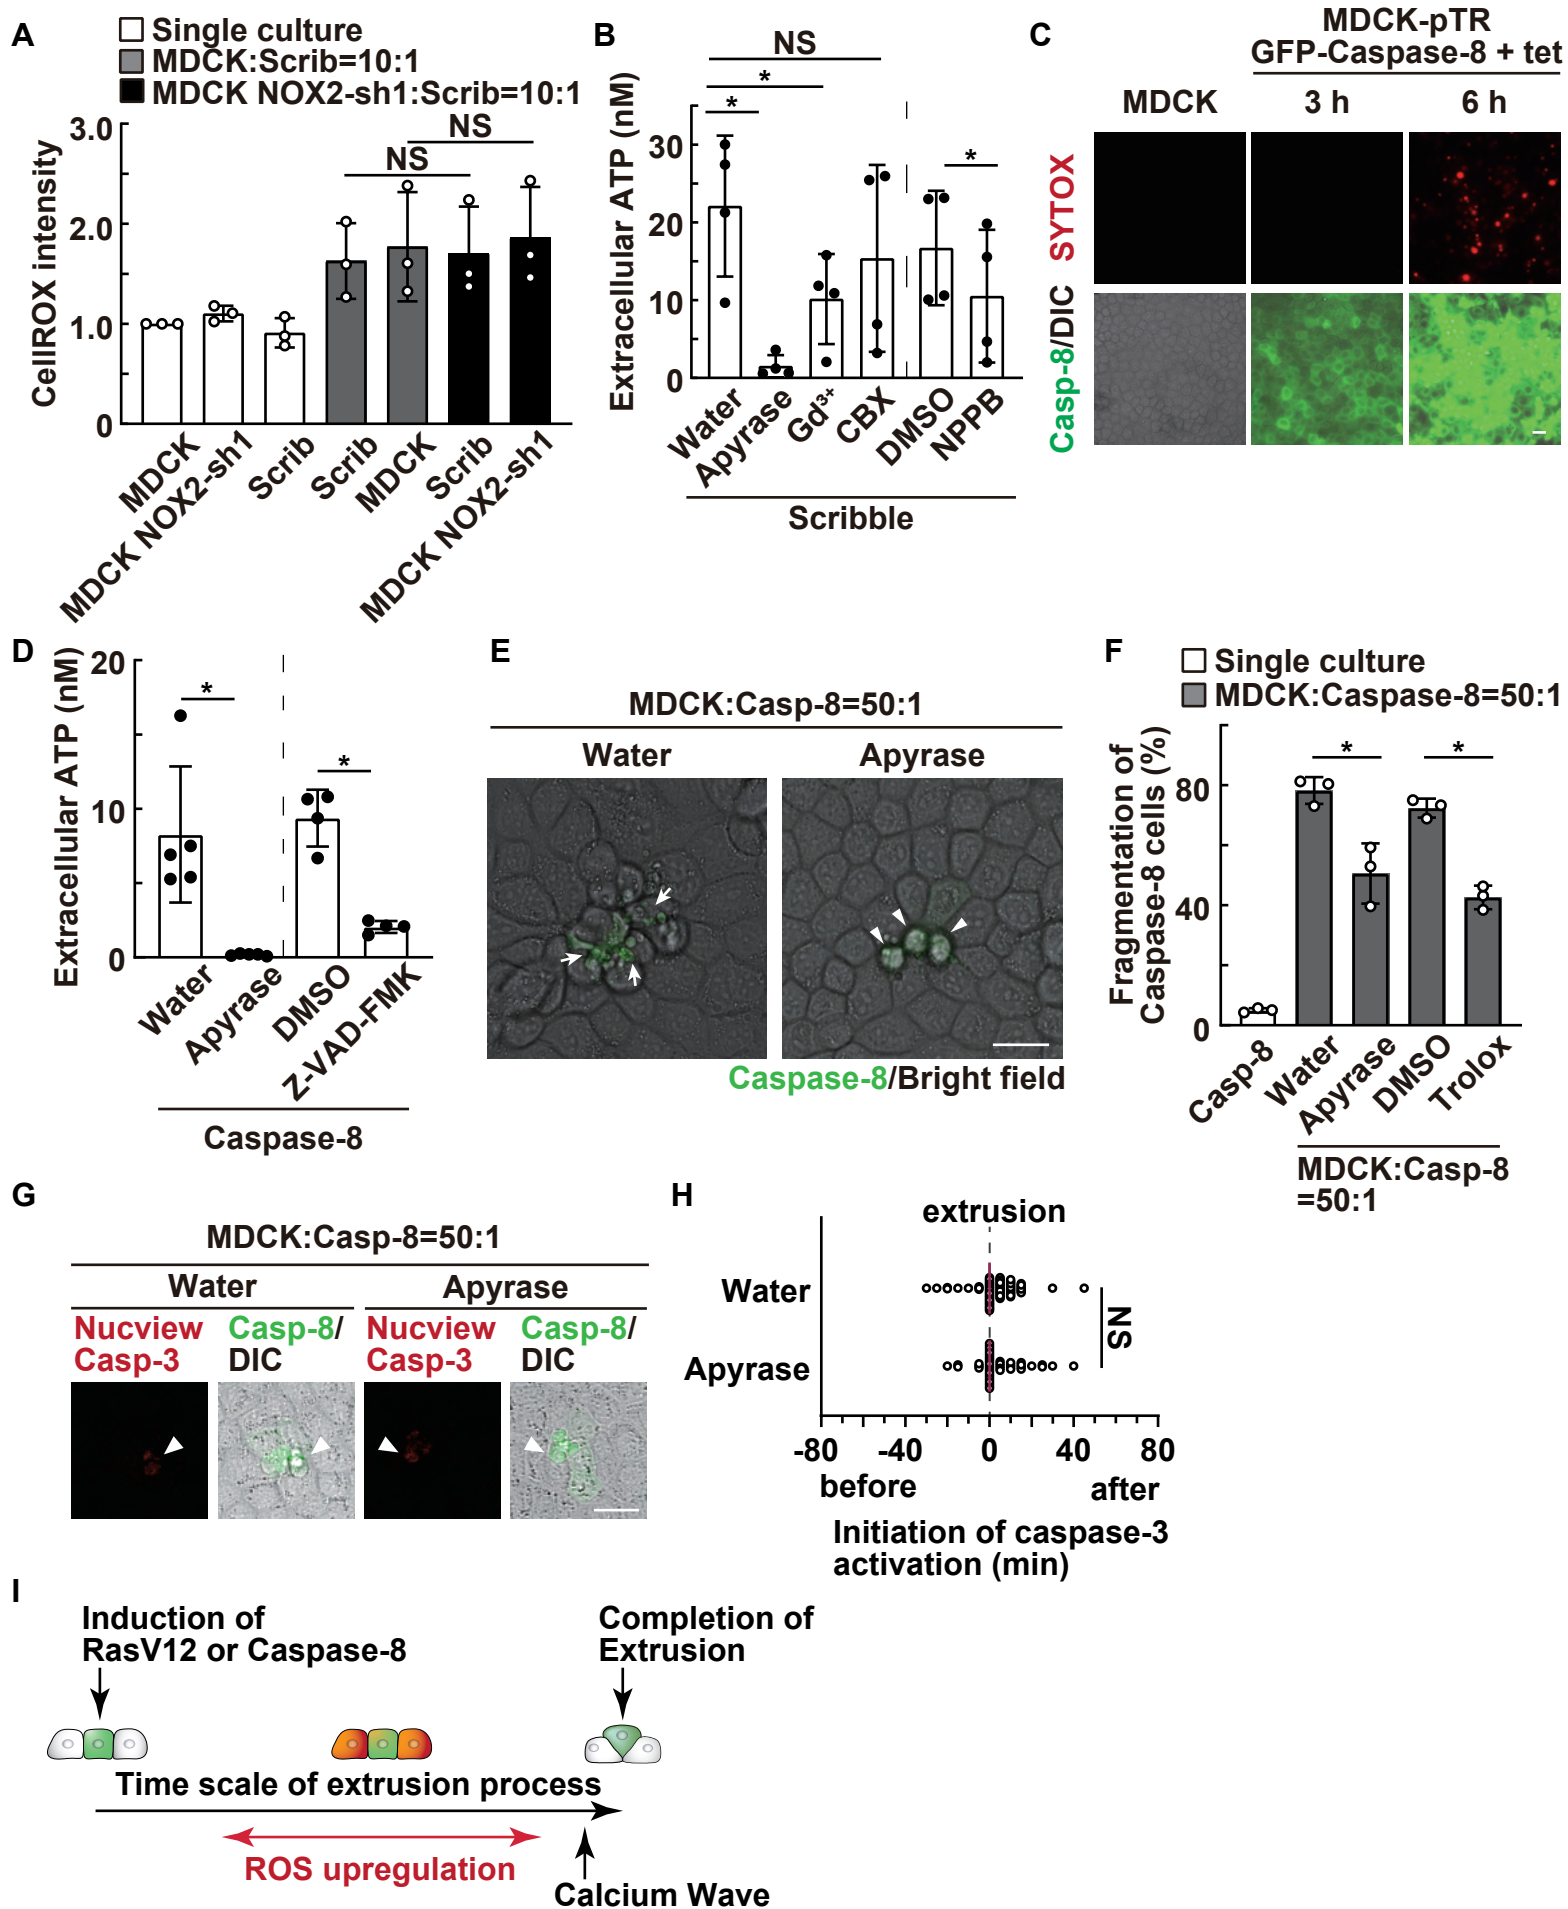 A
Single culture
MDCK:Scrib=10:1
MDCK NOX2-sh1:Scrib=10:1
CellROX intensity
3.0
2.0
1.0
0
NS
NS
MDCK
MDCK NOX2-sh1
Scrib
Scrib
MDCK
Scrib
MDCK NOX2-sh1
B
Extracellular ATP (nM)
30
20
10
0
NS
*
*
*
Water
Apyrase
Gd³⁺
CBX
DMSO
NPPB
Scribble
C
MDCK-pTR
GFP-Caspase-8 + tet
MDCK
3 h
6 h
SYTOX
Casp-8/DIC
D
Extracellular ATP (nM)
20
10
0
*
*
Water
Apyrase
DMSO
Z-VAD-FMK
Caspase-8
E
MDCK:Casp-8=50:1
Water
Apyrase
Caspase-8/Bright field
F
Single culture
MDCK:Caspase-8=50:1
Fragmentation of
Caspase-8 cells (%)
80
40
0
*
*
Casp-8
Water
Apyrase
DMSO
Trolox
MDCK:Casp-8
=50:1
G
MDCK:Casp-8=50:1
Water
Apyrase
Nucview
Casp-3
Casp-8/
DIC
Nucview
Casp-3
Casp-8/
DIC
H
extrusion
Water
Apyrase
NS
-80
-40
0
40
80
before
after
Initiation of caspase-3
activation (min)
I
Induction of
RasV12 or Caspase-8
Completion of
Extrusion
Time scale of extrusion process
ROS upregulation
Calcium Wave